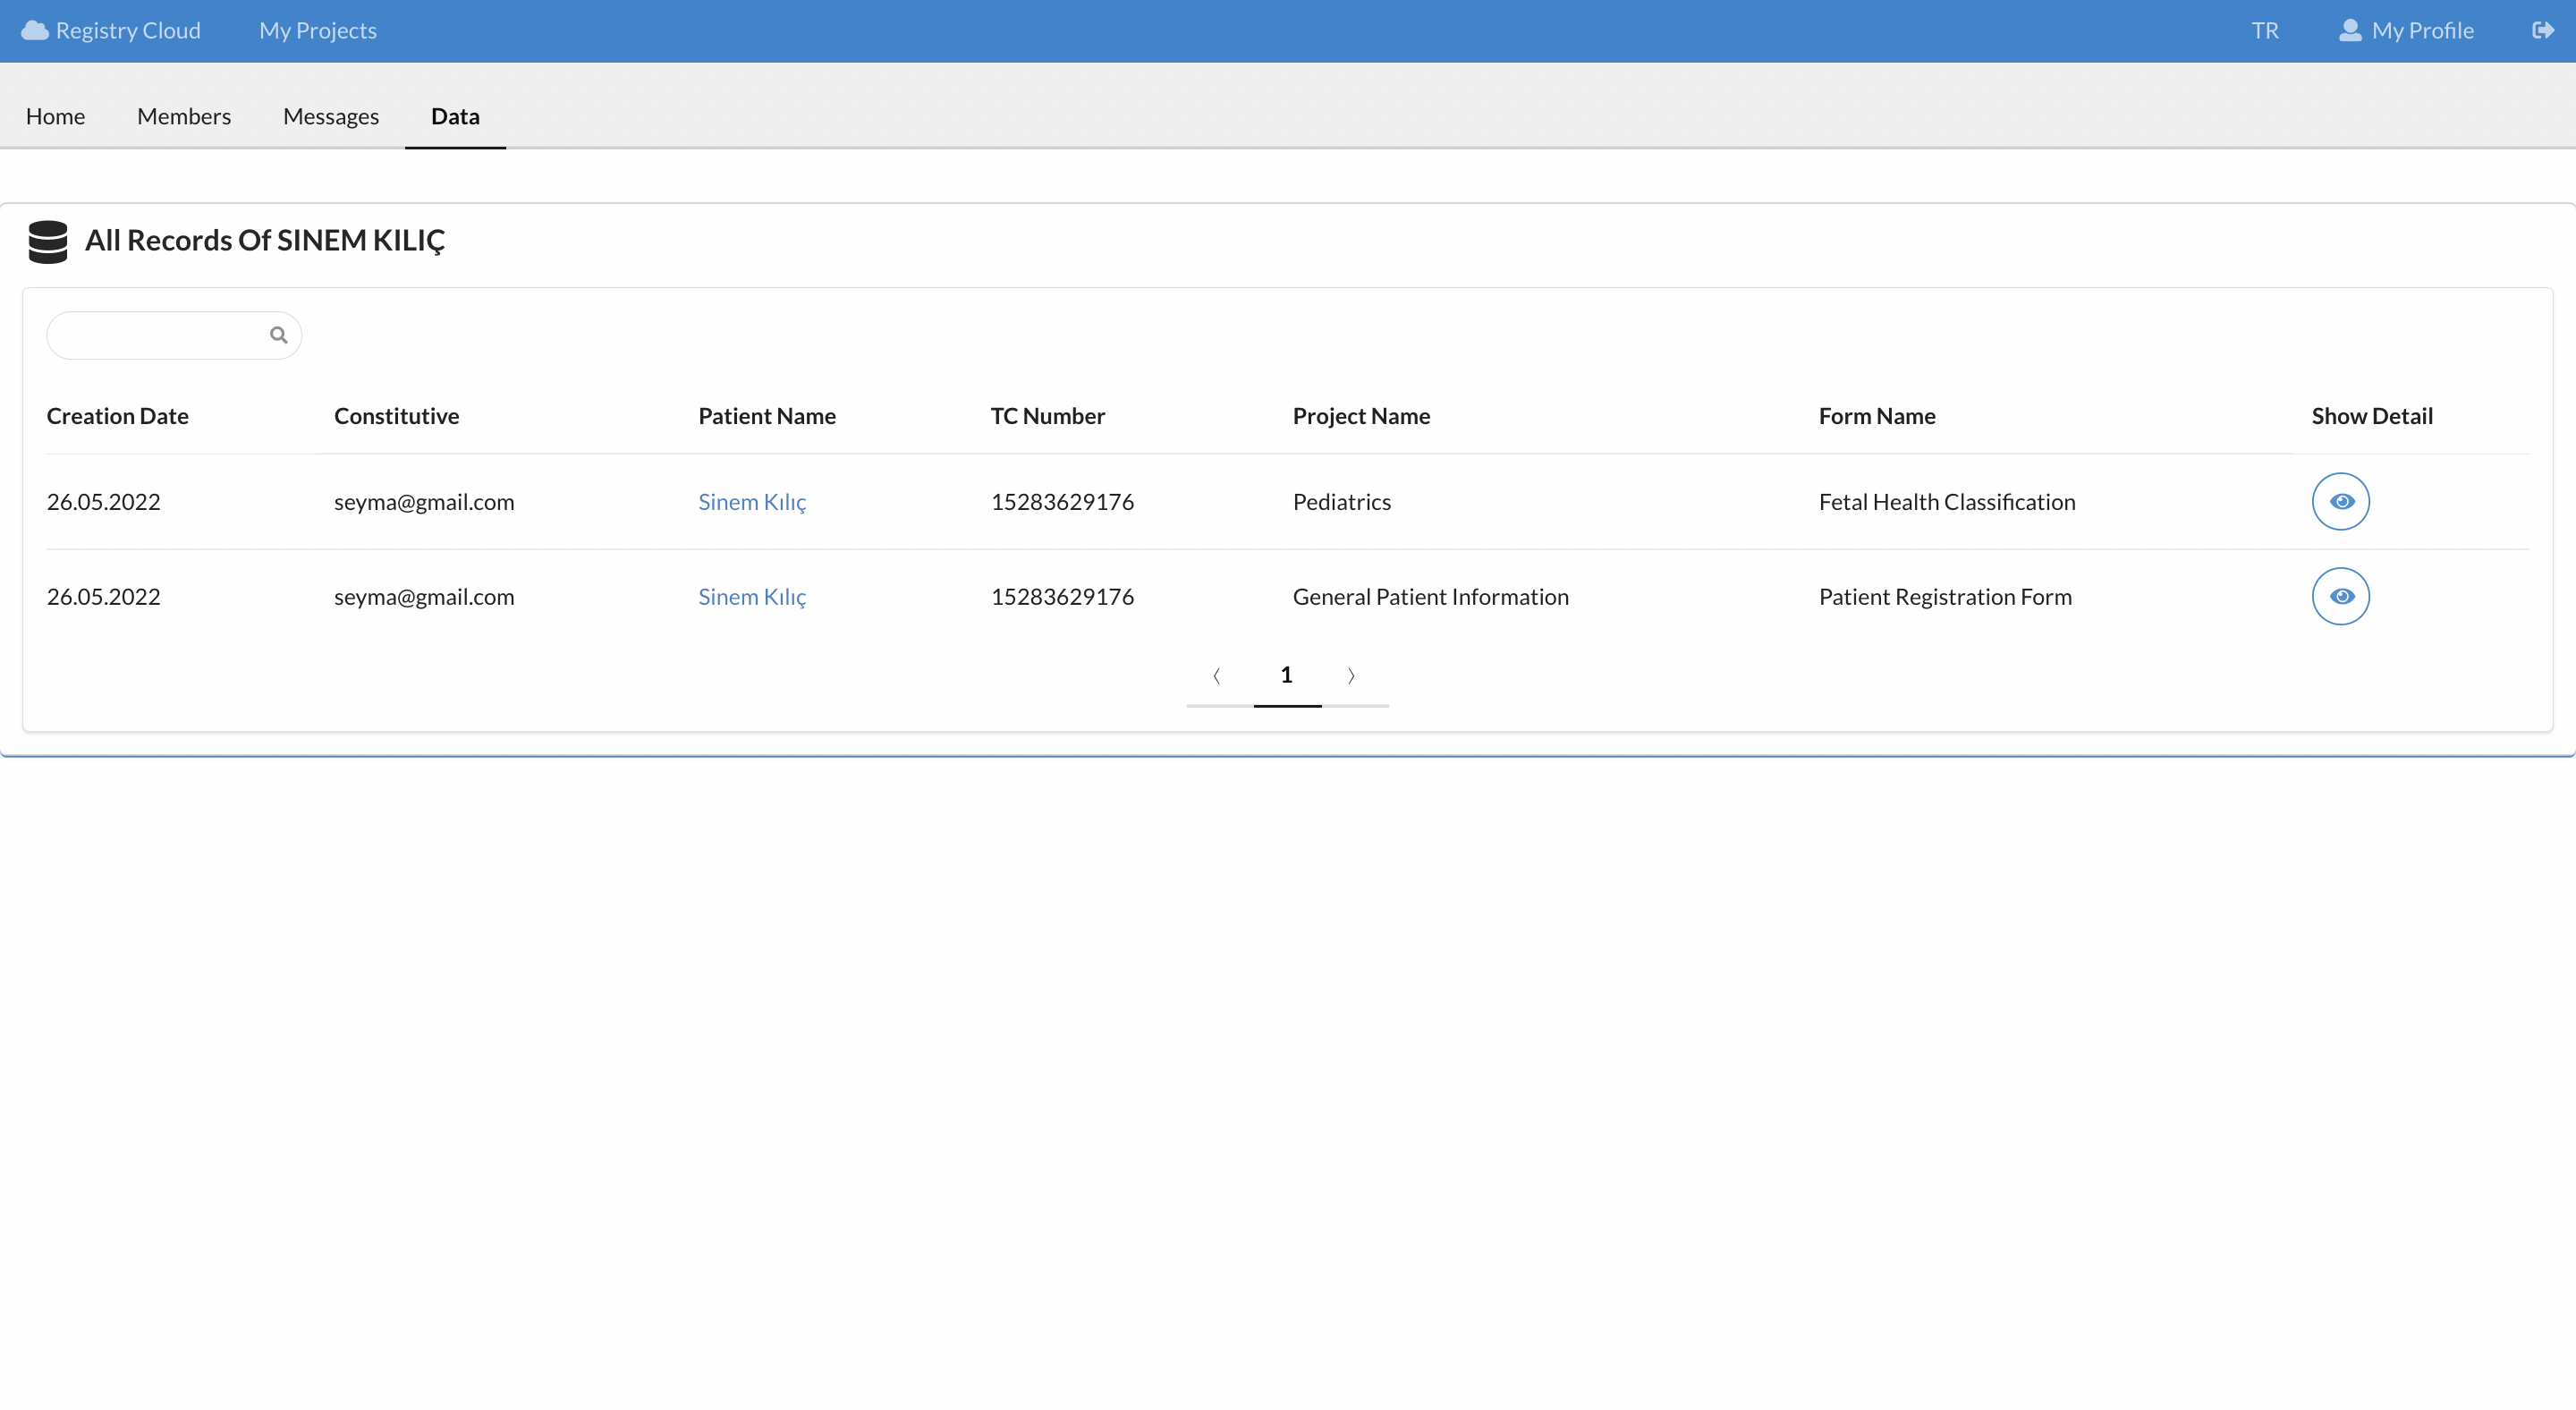 Registry Cloud My Projects TR My Profile
Home Members Messages Data
All Records Of SINEM KILIÇ
Creation Date Constitutive Patient Name TC Number Project Name Form Name Show Detail
26.05.2022 seyma@gmail.com Sinem Kılıç 15283629176 Pediatrics Fetal Health Classification
26.05.2022 seyma@gmail.com Sinem Kılıç 15283629176 General Patient Information Patient Registration Form
⟨ 1 ⟩